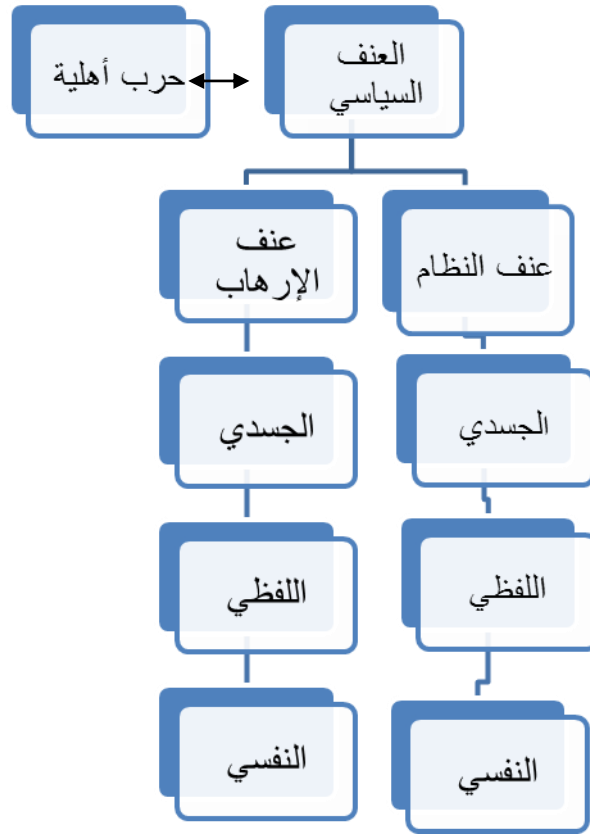 العنف
السياسي
حرب أهلية
عنف النظام
عنف
الإرهاب
الجسدي
الجسدي
اللفظي
اللفظي
النفسي
النفسي